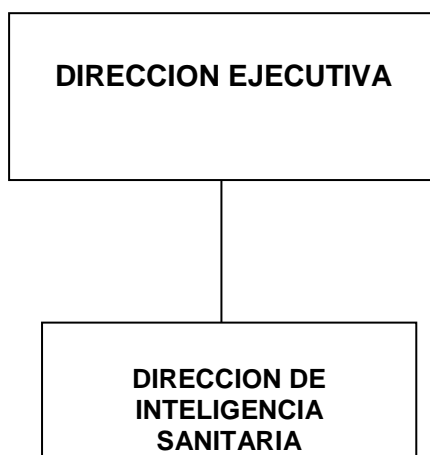 DIRECCION EJECUTIVA
DIRECCION DE
INTELIGENCIA
SANITARIA